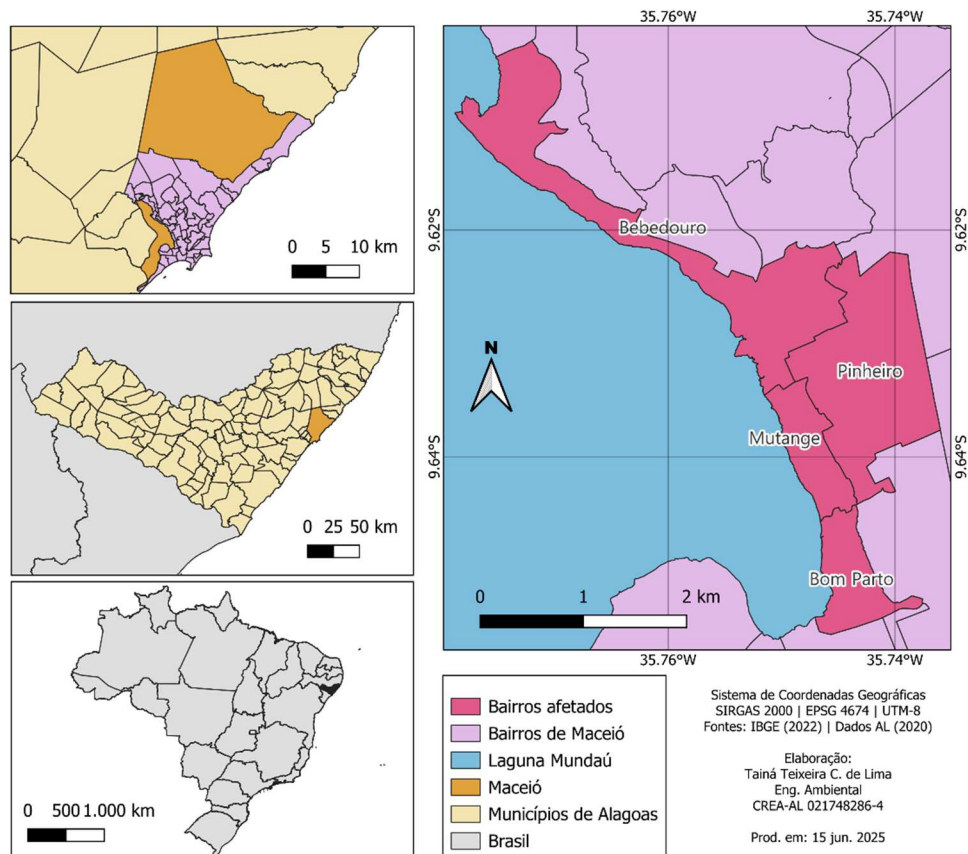 0 5 10 km
0 25 50 km
0 500 1.000 km
35.76°W 35.74°W
9.62°S 9.62°S
9.64°S 9.64°S
Bebedouro
N
Pinheiro
Mutange
Bom Parto
0 1 2 km
35.76°W 35.74°W
Bairros afetados
Bairros de Maceió
Laguna Mundaú
Maceió
Municípios de Alagoas
Brasil
Sistema de Coordenadas Geográficas
SIRGAS 2000 | EPSG 4674 | UTM-8
Fontes: IBGE (2022) | Dados AL (2020)
Elaboração:
Tainá Teixeira C. de Lima
Eng. Ambiental
CREA-AL 021748286-4
Prod. em: 15 jun. 2025